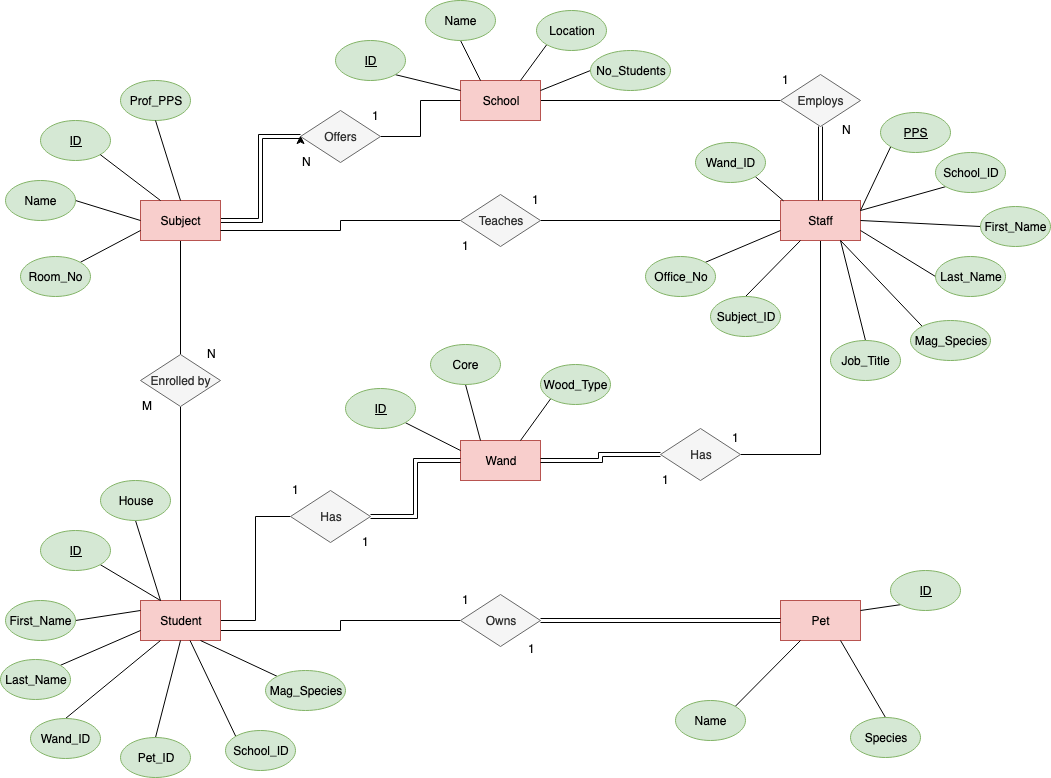 Name
Location
ID
No_Students
School
1
Employs
N
Prof_PPS
1
Offers
N
ID
PPS
Wand_ID
School_ID
Name
Subject
1
Teaches
1
Staff
First_Name
Room_No
Office_No
Last_Name
Subject_ID
Mag_Species
Job_Title
N
Enrolled by
M
Core
Wood_Type
ID
1
Has
1
Wand
House
1
Has
1
ID
ID
First_Name
Student
1
Owns
1
Pet
Last_Name
Mag_Species
Name
Wand_ID
Pet_ID
School_ID
Species